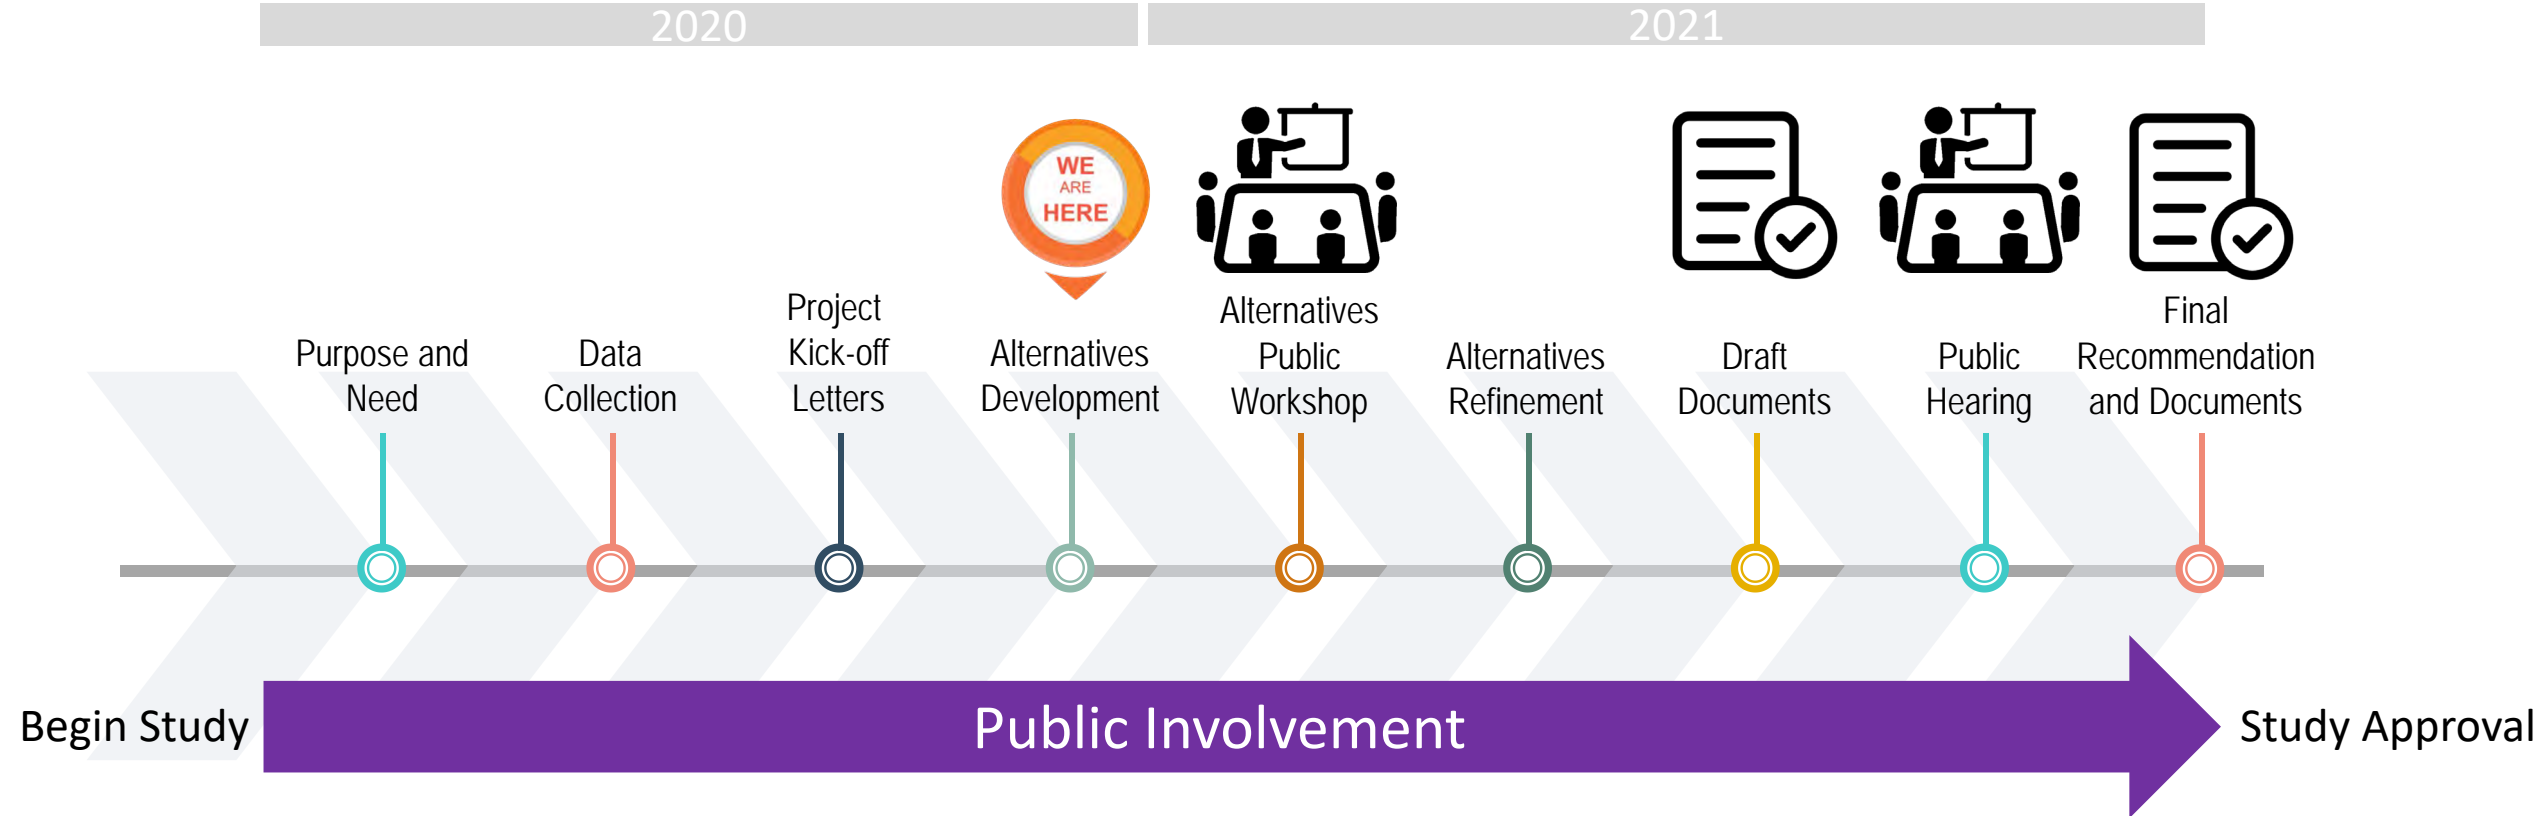 2020
2021
WE
ARE
HERE
Purpose and
Need
Data
Collection
Project
Kick-off
Letters
Alternatives
Development
Alternatives
Public
Workshop
Alternatives
Refinement
Draft
Documents
Public
Hearing
Final
Recommendation
and Documents
Begin Study
Public Involvement
Study Approval